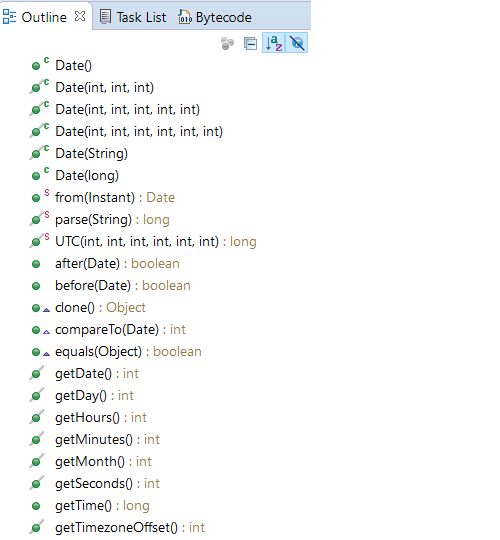 Outline Task List Bytecode
C Date()
C Date(int, int, int)
C Date(int, int, int, int, int)
C Date(int, int, int, int, int, int)
C Date(String)
C Date(long)
S from(Instant) : Date
S parse(String) : long
S UTC(int, int, int, int, int, int) : long
after(Date) : boolean
before(Date) : boolean
clone() : Object
compareTo(Date) : int
equals(Object) : boolean
getDate() : int
getDay() : int
getHours() : int
getMinutes() : int
getMonth() : int
getSeconds() : int
getTime() : long
getTimezoneOffset() : int